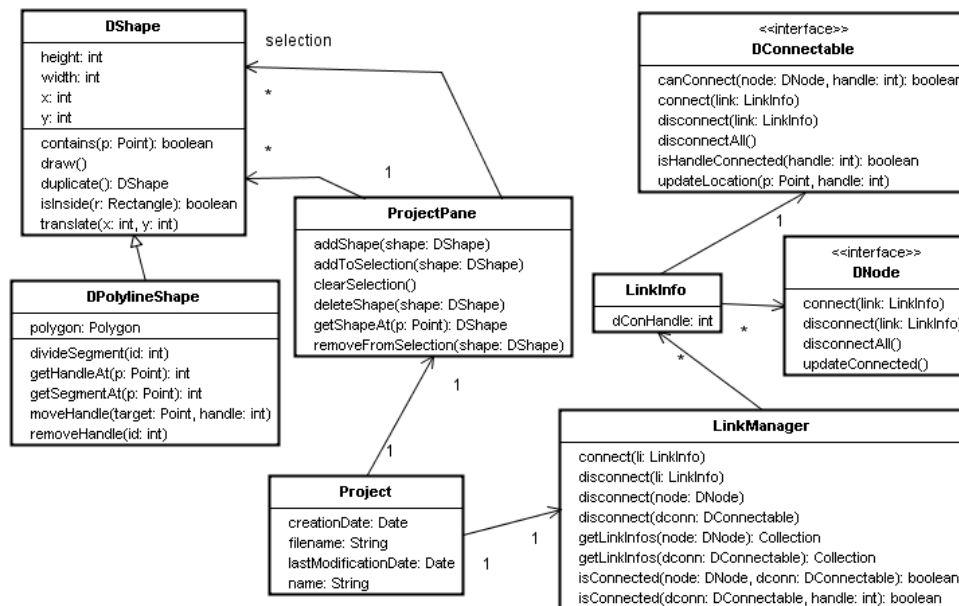 DShape
height: int
width: int
x: int
y: int
contains(p: Point): boolean
draw()
duplicate(): DShape
isInside(r: Rectangle): boolean
translate(x: int, y: int)
selection
*
*
1
<<interface>>
DConnectable
canConnect(node: DNode, handle: int): boolean
connect(link: LinkInfo)
disconnect(link: LinkInfo)
disconnectAll()
isHandleConnected(handle: int): boolean
updateLocation(p: Point, handle: int)
1
ProjectPane
addShape(shape: DShape)
addToSelection(shape: DShape)
clearSelection()
deleteShape(shape: DShape)
getShapeAt(p: Point): DShape
removeFromSelection(shape: DShape)
1
1
DPolylineShape
polygon: Polygon
divideSegment(id: int)
getHandleAt(p: Point): int
getSegmentAt(p: Point): int
moveHandle(target: Point, handle: int)
removeHandle(id: int)
LinkInfo
dConHandle: int
*
*
<<interface>>
DNode
connect(link: LinkInfo)
disconnect(link: LinkInfo)
disconnectAll()
updateConnected()
Project
creationDate: Date
filename: String
lastModificationDate: Date
name: String
1
1
LinkManager
connect(li: LinkInfo)
disconnect(li: LinkInfo)
disconnect(node: DNode)
disconnect(dconn: DConnectable)
getLinkInfos(node: DNode): Collection
getLinkInfos(dconn: DConnectable): Collection
isConnected(node: DNode, dconn: DConnectable): boolean
isConnected(dconn: DConnectable, handle: int): boolean